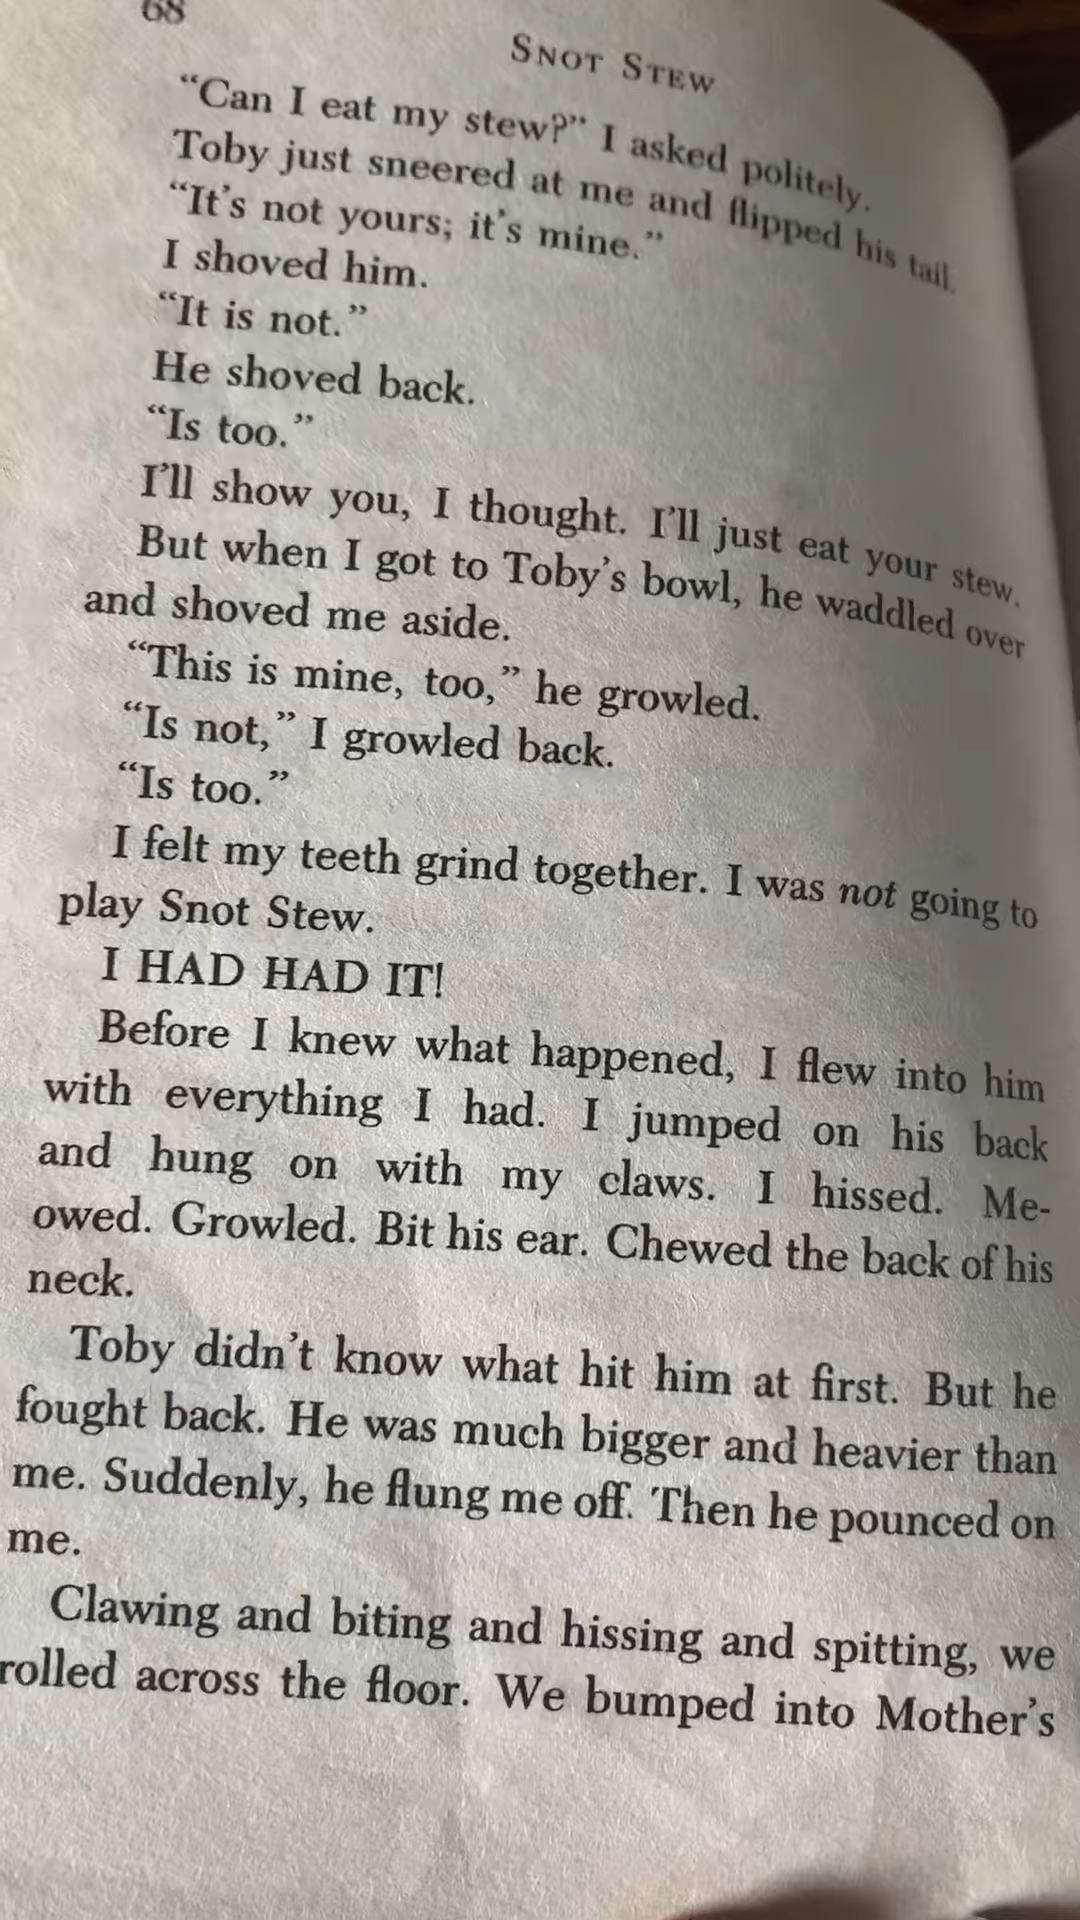 68
SNOT STEW
“Can I eat my stew?” I asked politely.
Toby just sneered at me and flipped his tail.
“It’s not yours; it’s mine.”
I shoved him.
“It is not.”
He shoved back.
“Is too.”
I’ll show you, I thought. I’ll just eat your stew.
But when I got to Toby’s bowl, he waddled over
and shoved me aside.
“This is mine, too,” he growled.
“Is not,” I growled back.
“Is too.”
I felt my teeth grind together. I was not going to
play Snot Stew.
I HAD HAD IT!
Before I knew what happened, I flew into him
with everything I had. I jumped on his back
and hung on with my claws. I hissed. Me-
owed. Growled. Bit his ear. Chewed the back of his
neck.
Toby didn’t know what hit him at first. But he
fought back. He was much bigger and heavier than
me. Suddenly, he flung me off. Then he pounced on
me.
Clawing and biting and hissing and spitting, we
rolled across the floor. We bumped into Mother’s